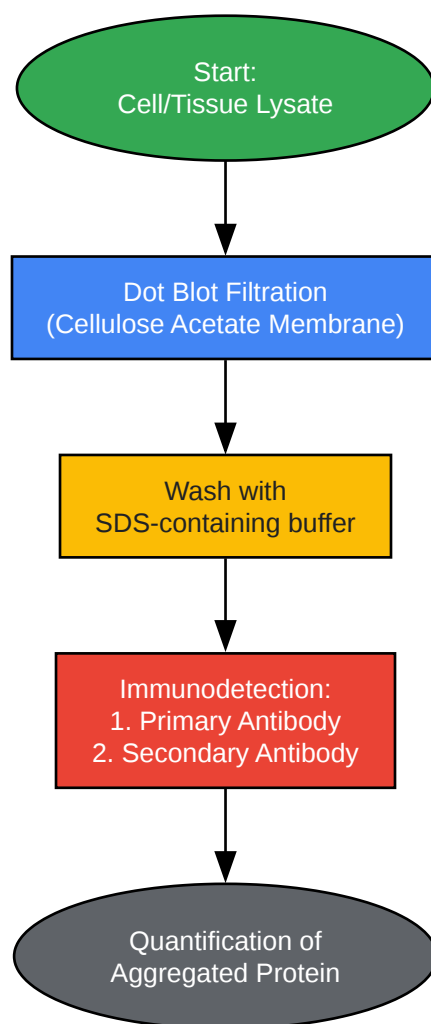 Start:
Cell/Tissue Lysate
Dot Blot Filtration
(Cellulose Acetate Membrane)
Wash with
SDS-containing buffer
Immunodetection:
1. Primary Antibody
2. Secondary Antibody
Quantification of
Aggregated Protein